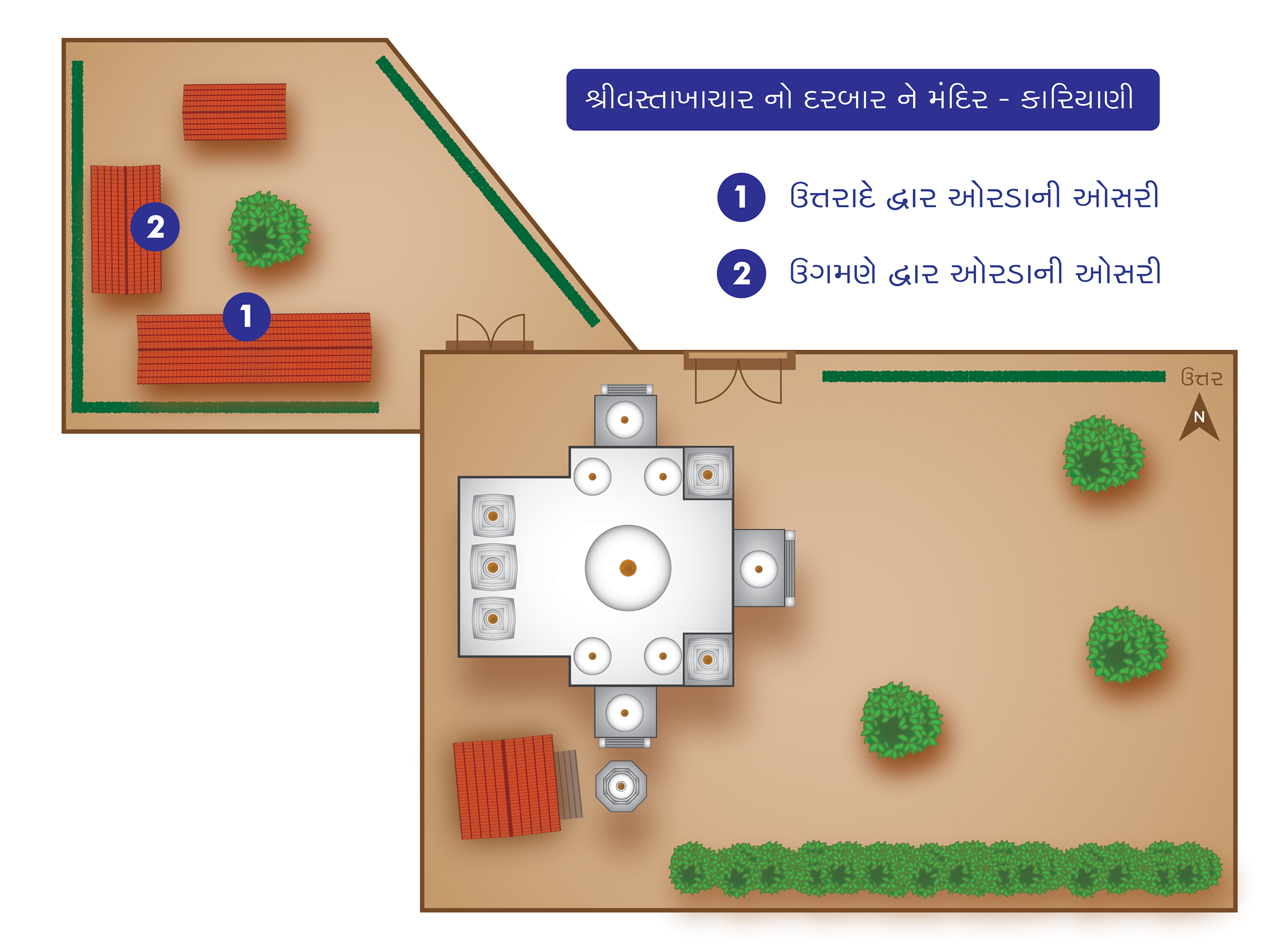 શ્રીવસ્તાખાચાર નો દરબાર ને મંદિર - કારિયાણી
1 ઉત્તરાદે દ્વાર ઓરડાની ઓસરી
2 ઉગમણે દ્વાર ઓરડાની ઓસરી
2
1
ઉત્તર
N